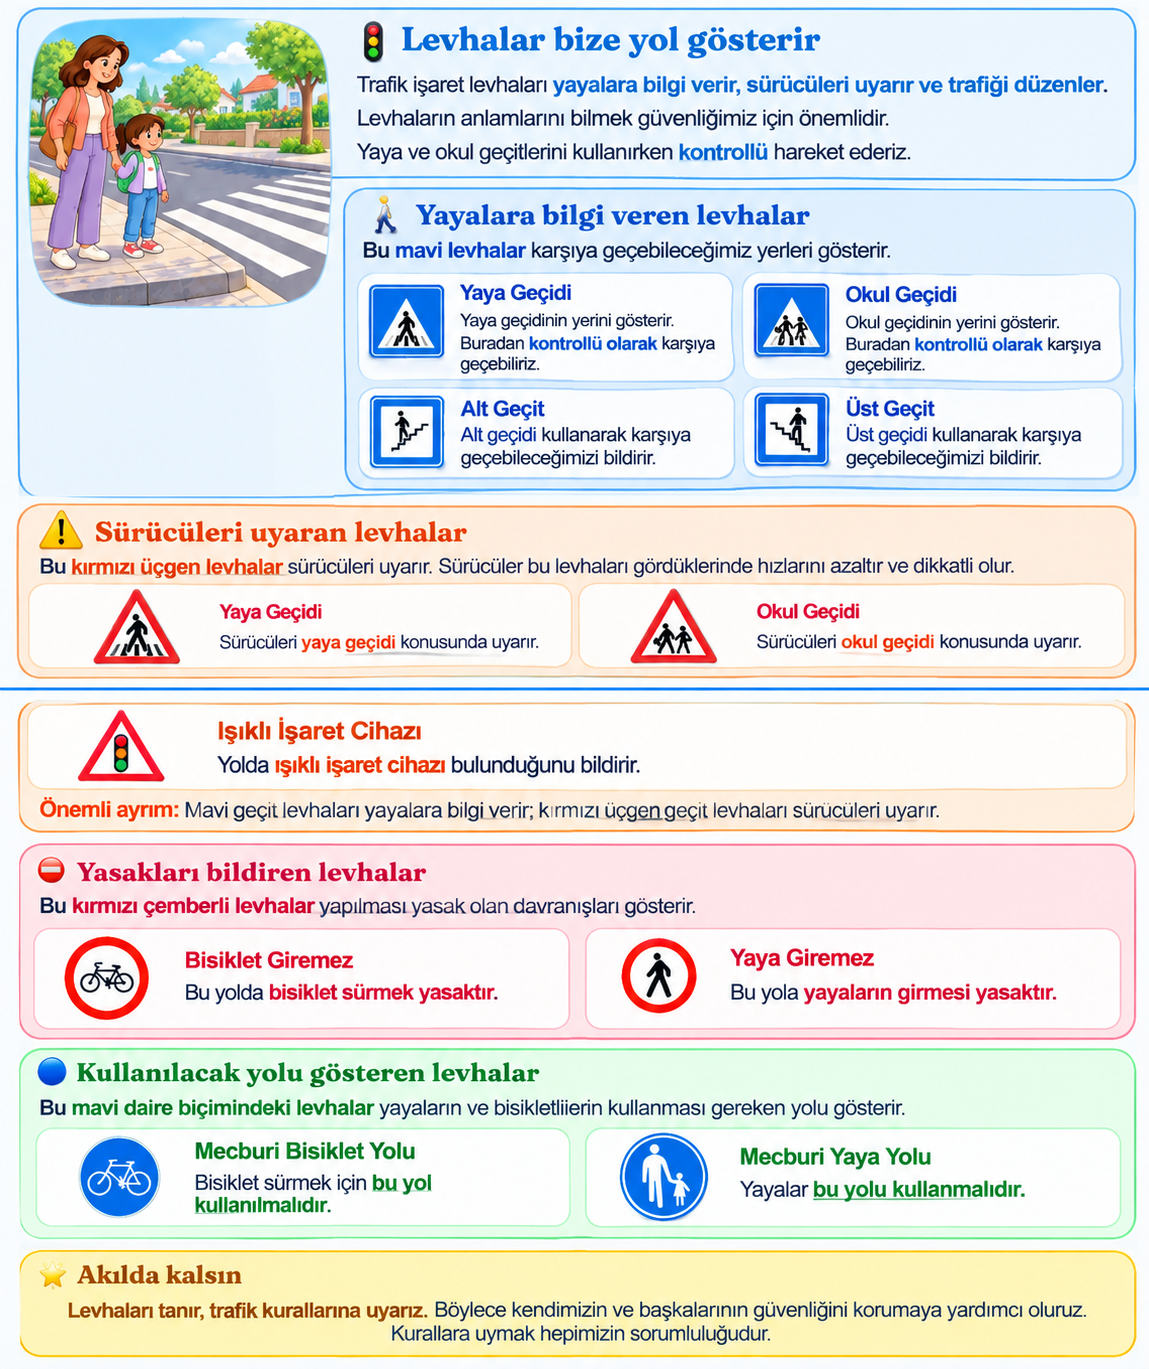 Levhalar bize yol gösterir
Trafik işaret levhaları yayalara bilgi verir, sürücüleri uyarır ve trafiği düzenler.
Levhaların anlamlarını bilmek güvenliğimiz için önemlidir.
Yaya ve okul geçitlerini kullanırken kontrollü hareket ederiz.
Yayalara bilgi veren levhalar
Bu mavi levhalar karşıya geçebileceğimiz yerleri gösterir.
Yaya Geçidi
Yaya geçidinin yerini gösterir.
Buradan kontrollü olarak karşıya
geçebiliriz.
Okul Geçidi
Okul geçidinin yerini gösterir.
Buradan kontrollü olarak karşıya
geçebiliriz.
Alt Geçit
Alt geçidi kullanarak karşıya
geçebileceğimizi bildirir.
Üst Geçit
Üst geçidi kullanarak karşıya
geçebileceğimizi bildirir.
Sürücüleri uyaran levhalar
Bu kırmızı üçgen levhalar sürücüleri uyarır. Sürücüler bu levhaları gördüklerinde hızlarını azaltır ve dikkatli olur.
Yaya Geçidi
Sürücüleri yaya geçidi konusunda uyarır.
Okul Geçidi
Sürücüleri okul geçidi konusunda uyarır.
Işıklı İşaret Cihazı
Yolda ışıklı işaret cihazı bulunduğunu bildirir.
Önemli ayrım: Mavi geçit levhaları yayalara bilgi verir; kırmızı üçgen geçit levhaları sürücüleri uyarır.
Yasakları bildiren levhalar
Bu kırmızı çemberli levhalar yapılması yasak olan davranışları gösterir.
Bisiklet Giremez
Bu yolda bisiklet sürmek yasaktır.
Yaya Giremez
Bu yola yayaların girmesi yasaktır.
Kullanılacak yolu gösteren levhalar
Bu mavi daire biçimindeki levhalar yayaların ve bisikletliierin kullanması gereken yolu gösterir.
Mecburi Bisiklet Yolu
Bisiklet sürmek için bu yol
kullanılmalıdır.
Mecburi Yaya Yolu
Yayalar bu yolu kullanmalıdır.
Akılda kalsın
Levhaları tanır, trafik kurallarına uyarız. Böylece kendimizin ve başkalarının güvenliğini korumaya yardımcı oluruz.
Kurallara uymak hepimizin sorumluluğudur.